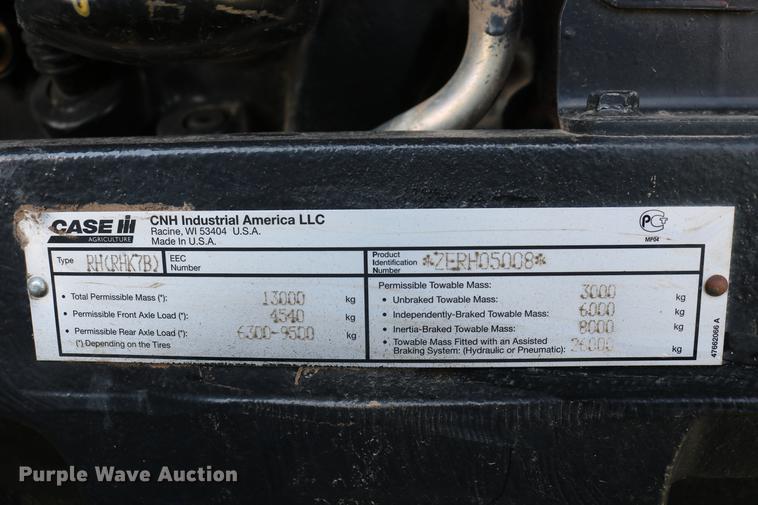 CASE IH
AGRICULTURE
CNH Industrial America LLC
Racine, WI 53404 U.S.A.
Made in U.S.A.
PCT
MP04
Type RH(RHK7B)
EEC Number
Product Identification Number *ZERH05008*
• Total Permissible Mass (*): 13000 kg
• Permissible Front Axle Load (*): 4540 kg
• Permissible Rear Axle Load (*): 6300-9500 kg
(*) Depending on the Tires
Permissible Towable Mass: 3000
• Unbraked Towable Mass: kg
• Independently-Braked Towable Mass: 6000 kg
• Inertia-Braked Towable Mass: 8000 kg
• Towable Mass Fitted with an Assisted
Braking System: (Hydraulic or Pneumatic): 26000 kg
47662066 A
Purple Wave Auction